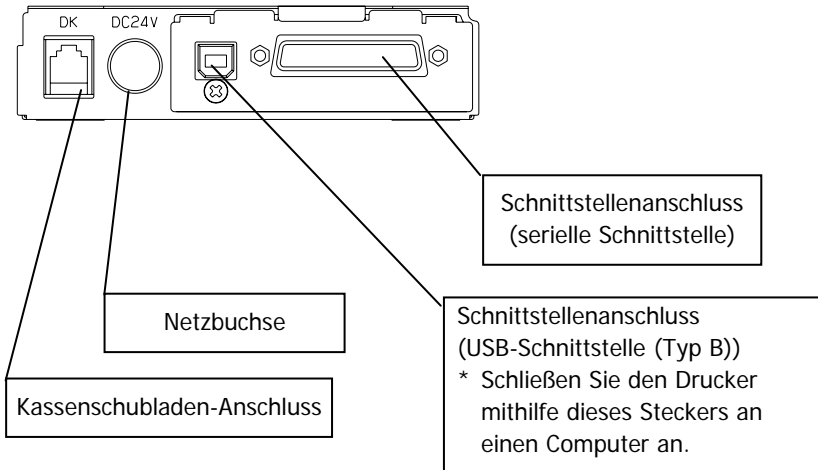 DK DC24V
Schnittstellenanschluss
(serielle Schnittstelle)
Netzbuchse
Kassenschubladen-Anschluss
Schnittstellenanschluss
(USB-Schnittstelle (Typ B))
* Schließen Sie den Drucker
mithilfe dieses Steckers an
einen Computer an.